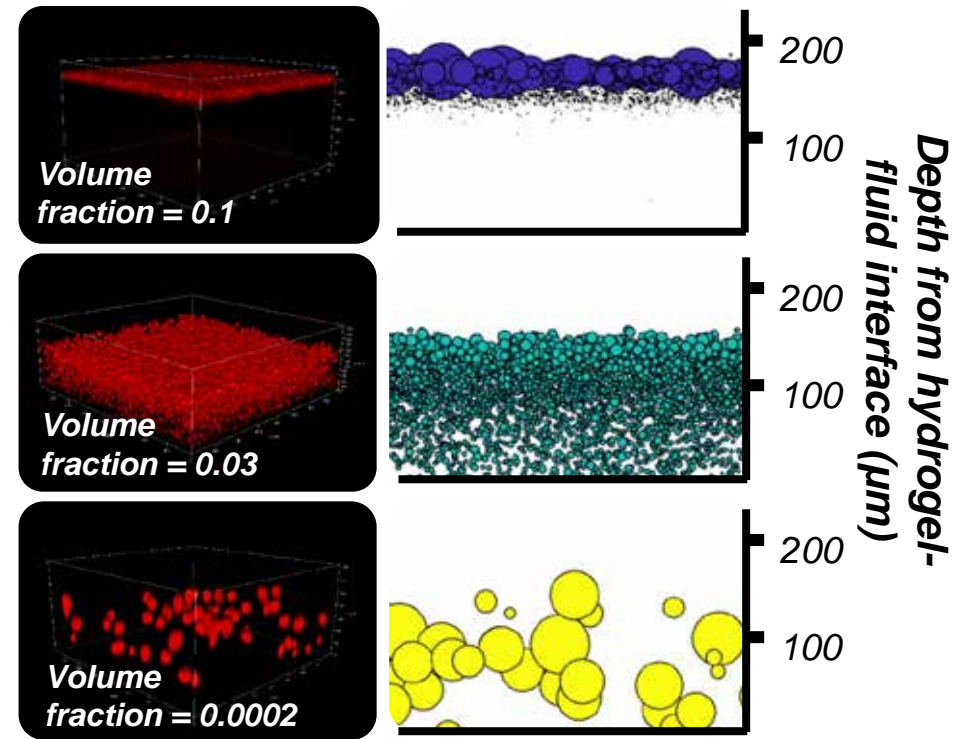 Volume
fraction = 0.1
200
100
Volume
fraction = 0.03
200
100
Volume
fraction = 0.0002
200
100
Depth from hydrogel-
fluid interface (µm)